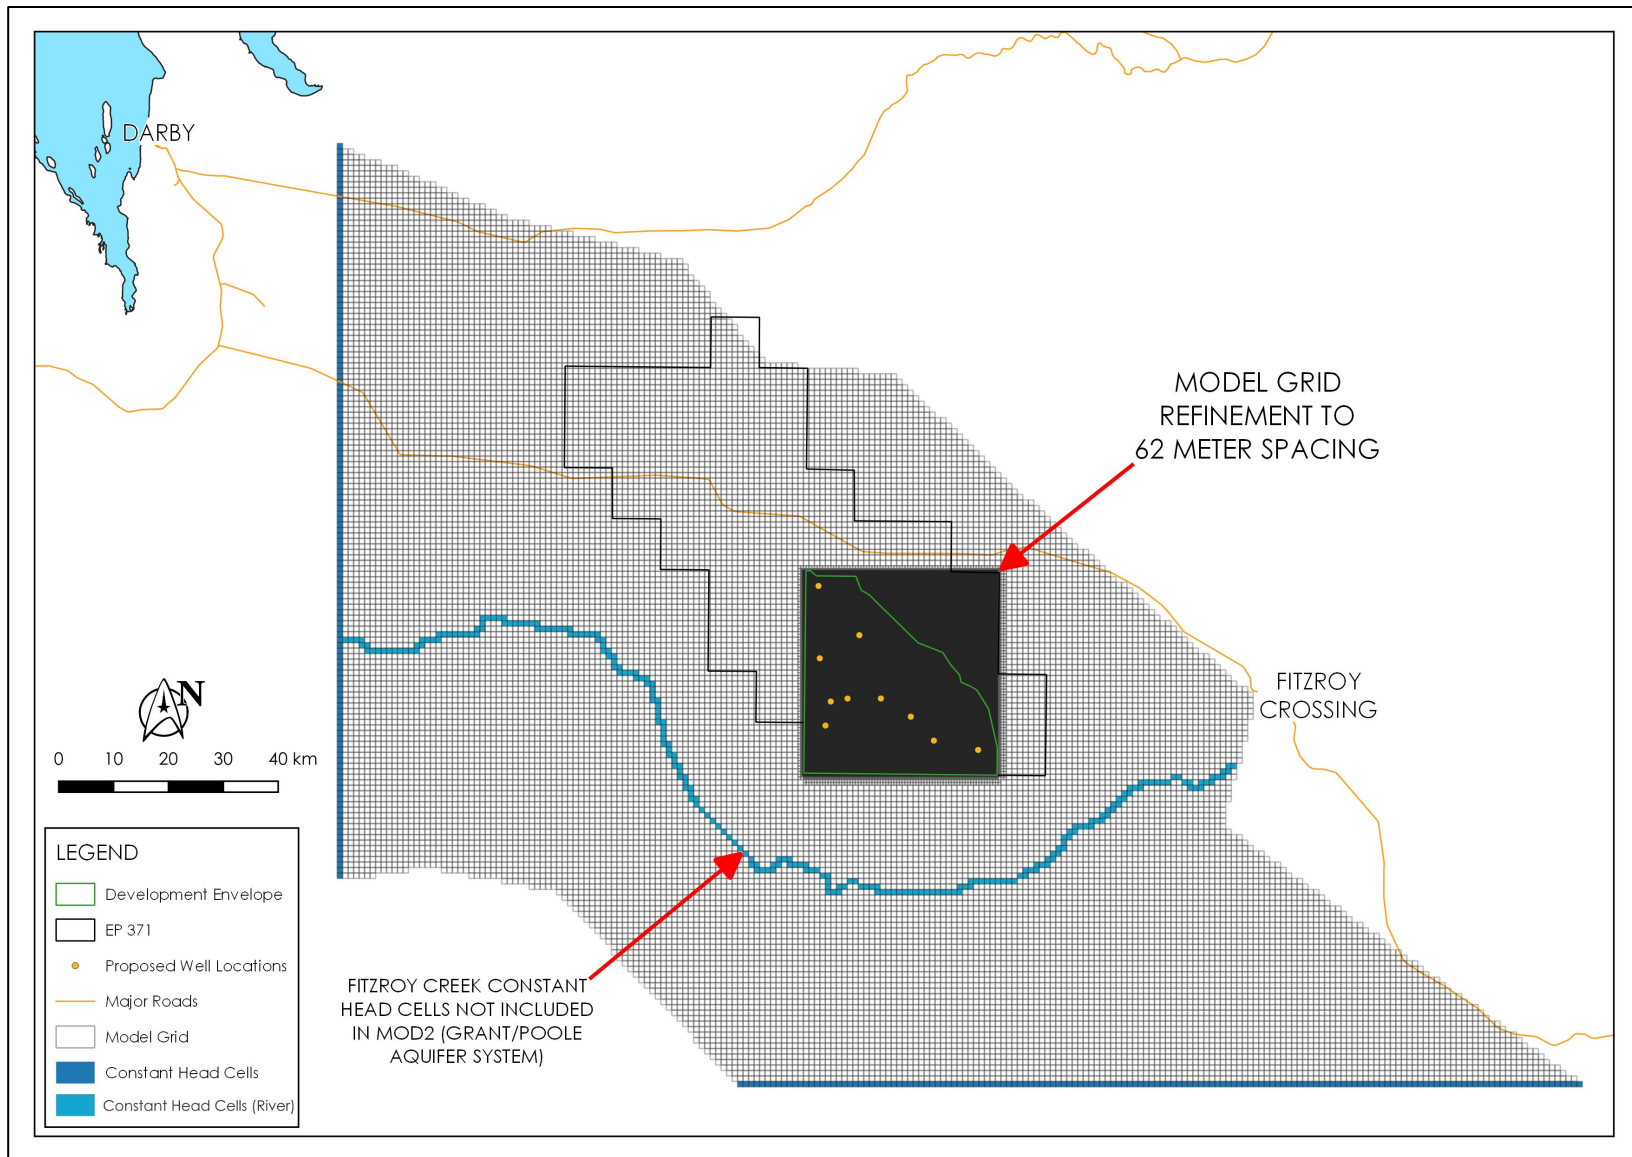 DARBY
MODEL GRID
REFINEMENT TO
62 METER SPACING
FITZROY
CROSSING
N
0 10 20 30 40 km
LEGEND
Development Envelope
EP 371
Proposed Well Locations
Major Roads
Model Grid
Constant Head Cells
Constant Head Cells (River)
FITZROY CREEK CONSTANT
HEAD CELLS NOT INCLUDED
IN MOD2 (GRANT/POOLE
AQUIFER SYSTEM)